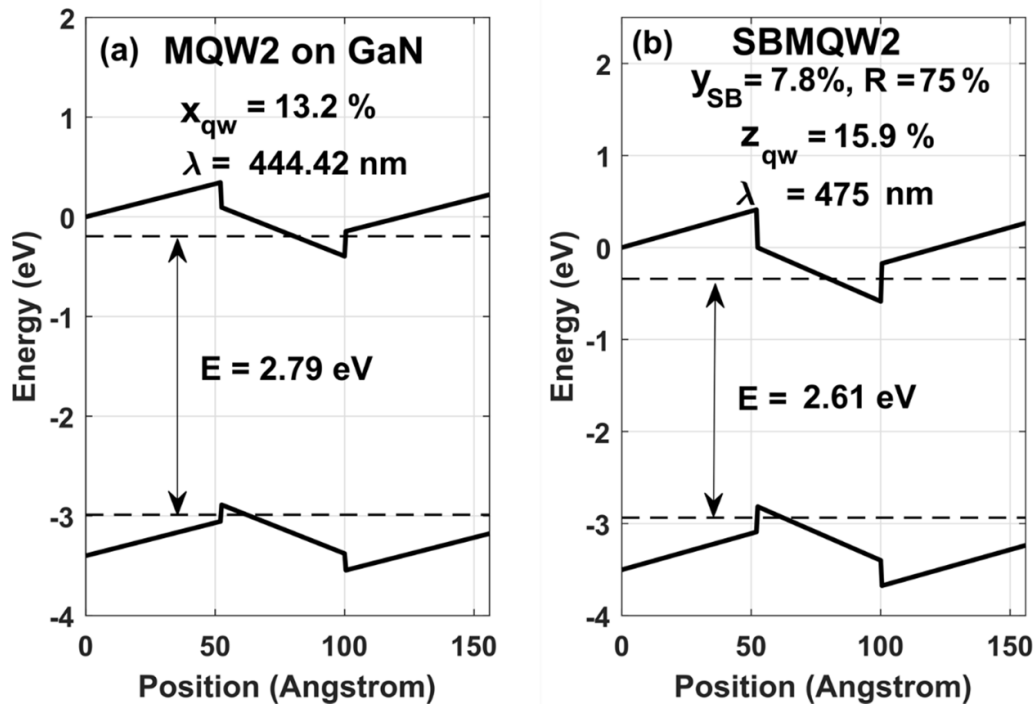 (a) MQW2 on GaN
x_qw = 13.2 %
λ = 444.42 nm
E = 2.79 eV
2
1
0
-1
-2
-3
-4
Energy (eV)
0 50 100 150
Position (Angstrom)
(b) SBMQW2
y_SB = 7.8%, R = 75 %
z_qw = 15.9 %
λ = 475 nm
E = 2.61 eV
2
1
0
-1
-2
-3
-4
Energy (eV)
0 50 100 150
Position (Angstrom)